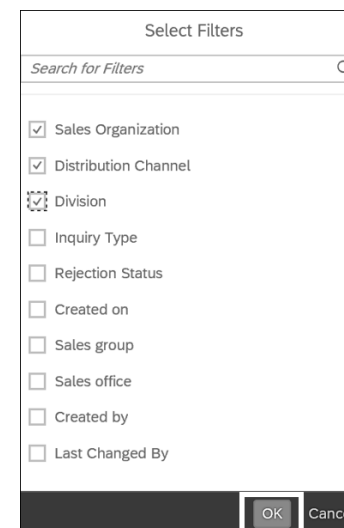 Select Filters
Search for Filters
Sales Organization
Distribution Channel
Division
Inquiry Type
Rejection Status
Created on
Sales group
Sales office
Created by
Last Changed By
OK Cance